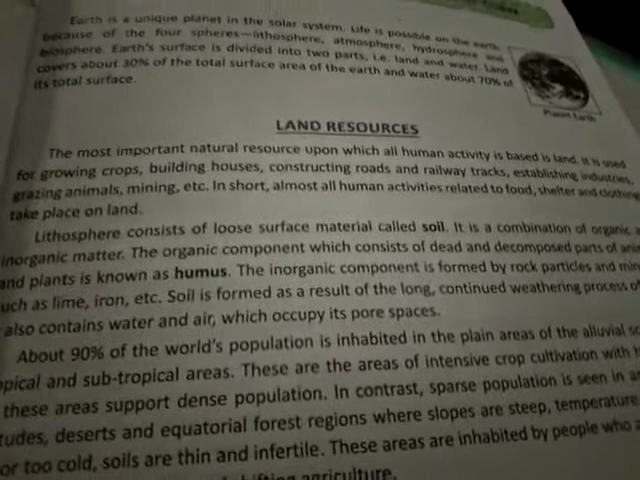 Earth is a unique planet in the solar system. Life is possible on the earth
because of the four spheres—lithosphere, atmosphere, hydrosphere and
biosphere. Earth's surface is divided into two parts, i.e. land and water. Land
covers about 30% of the total surface area of the earth and water about 70% of
its total surface.
Planet Earth
LAND RESOURCES
The most important natural resource upon which all human activity is based is land. It is used
for growing crops, building houses, constructing roads and railway tracks, establishing industries,
grazing animals, mining, etc. In short, almost all human activities related to food, shelter and clothing
take place on land.
Lithosphere consists of loose surface material called soil. It is a combination of organic
inorganic matter. The organic component which consists of dead and decomposed parts of
and plants is known as humus. The inorganic component is formed by rock particles and
uch as lime, iron, etc. Soil is formed as a result of the long, continued weathering process of
also contains water and air, which occupy its pore spaces.
About 90% of the world's population is inhabited in the plain areas of the alluvial
opical and sub-tropical areas. These are the areas of intensive crop cultivation with
these areas support dense population. In contrast, sparse population is seen in
tudes, deserts and equatorial forest regions where slopes are steep, temperature
or too cold, soils are thin and infertile. These areas are inhabited by people who
shifting agriculture.